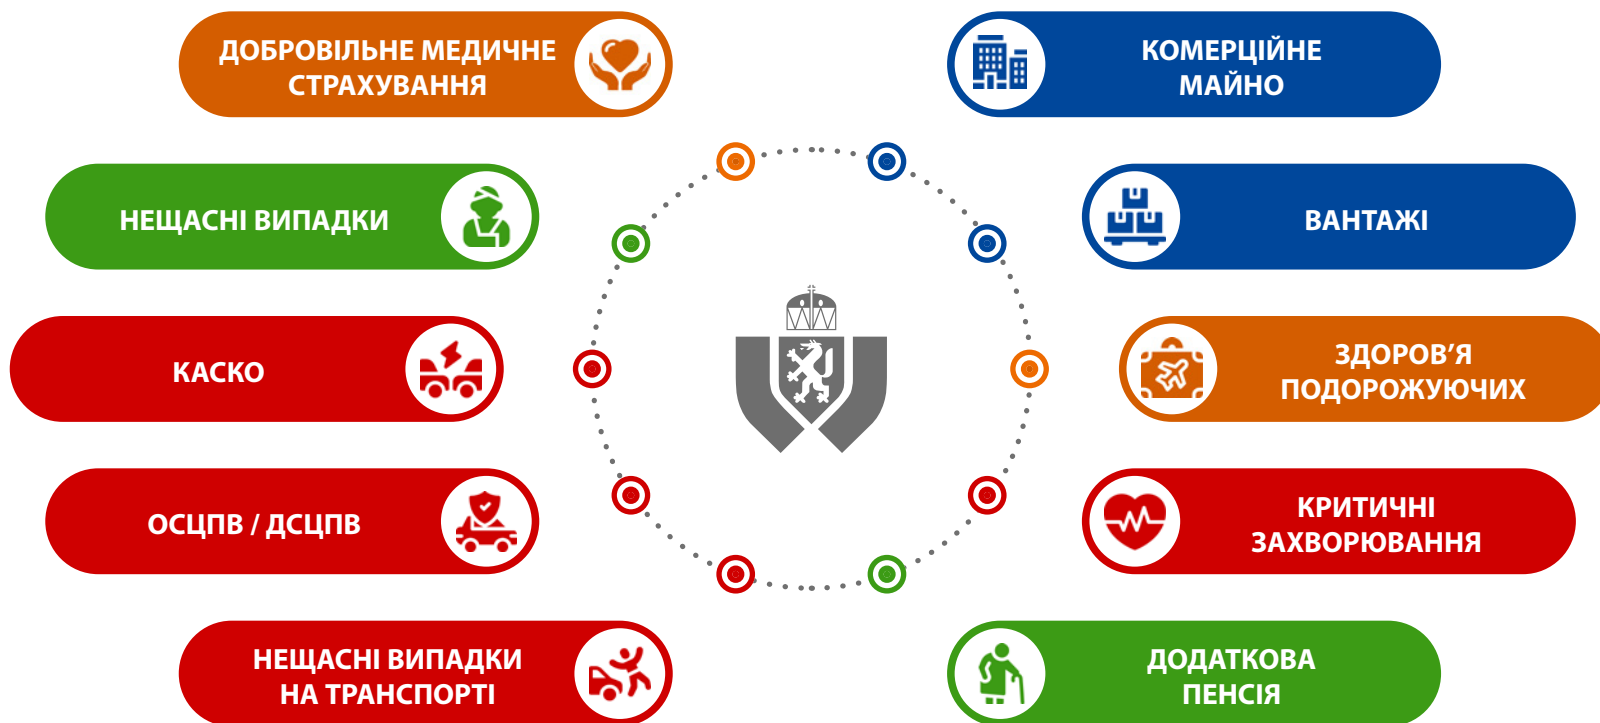 ДОБРОВІЛЬНЕ МЕДИЧНЕ
СТРАХУВАННЯ
НЕЩАСНІ ВИПАДКИ
КАСКО
ОСЦПВ / ДСЦПВ
НЕЩАСНІ ВИПАДКИ
НА ТРАНСПОРТІ
КОМЕРЦІЙНЕ
МАЙНО
ВАНТАЖІ
ЗДОРОВ’Я
ПОДОРОЖУЮЧИХ
КРИТИЧНІ
ЗАХВОРЮВАННЯ
ДОДАТКОВА
ПЕНСІЯ